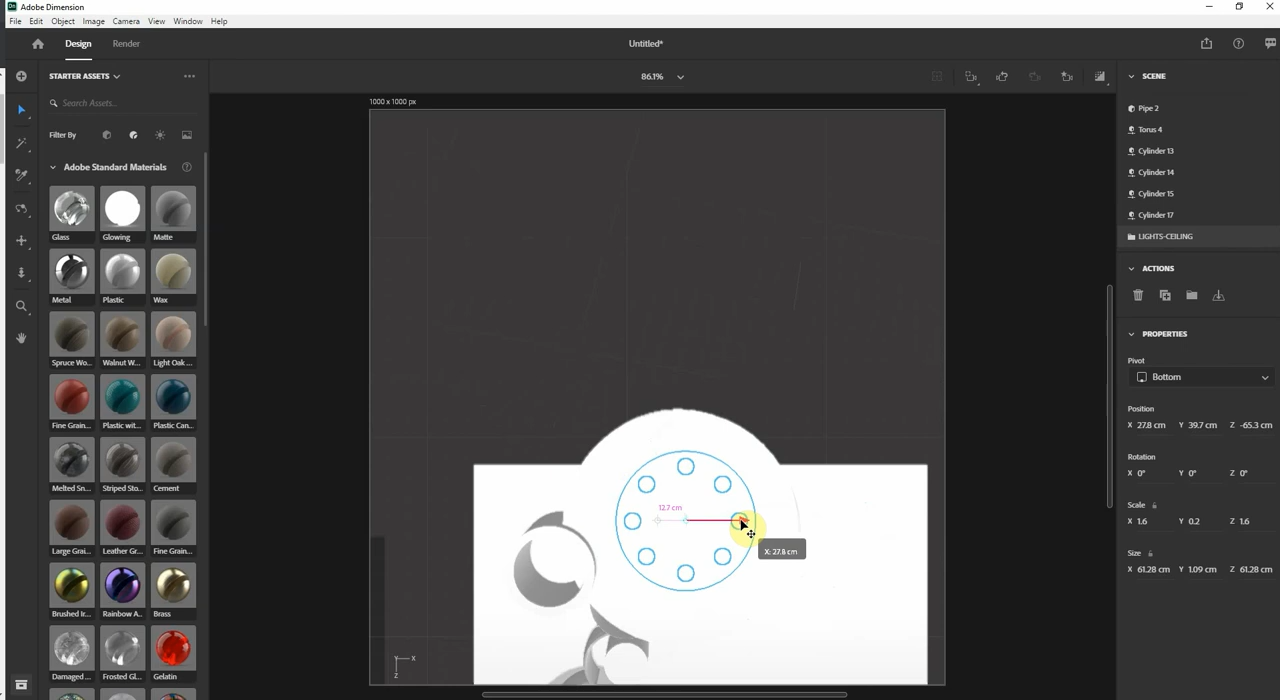 Dn Adobe Dimension
File Edit Object Image Camera View Window Help
Design Render Untitled*
STARTER ASSETS 86.1% SCENE
1000 x 1000 px
Search Assets...
Filter By
Adobe Standard Materials
Glass Glowing Matte
Metal Plastic Wax
Spruce Wo... Walnut W... Light Oak ...
Fine Grain... Plastic wit... Plastic Can...
Melted Sn... Striped Sto... Cement
Large Grai... Leather Gr... Fine Grain...
Brushed Ir... Rainbow A... Brass
Damaged ... Frosted Gl... Gelatin
12.7 cm
X: 27.8 cm
Y X
Z
Pipe 2
Torus 4
Cylinder 13
Cylinder 14
Cylinder 15
Cylinder 17
LIGHTS-CEILING
ACTIONS
PROPERTIES
Pivot
Bottom
Position
X 27.8 cm Y 39.7 cm Z -65.3 cm
Rotation
X 0° Y 0° Z 0°
Scale
X 1.6 Y 0.2 Z 1.6
Size
X 61.28 cm Y 1.09 cm Z 61.28 cm